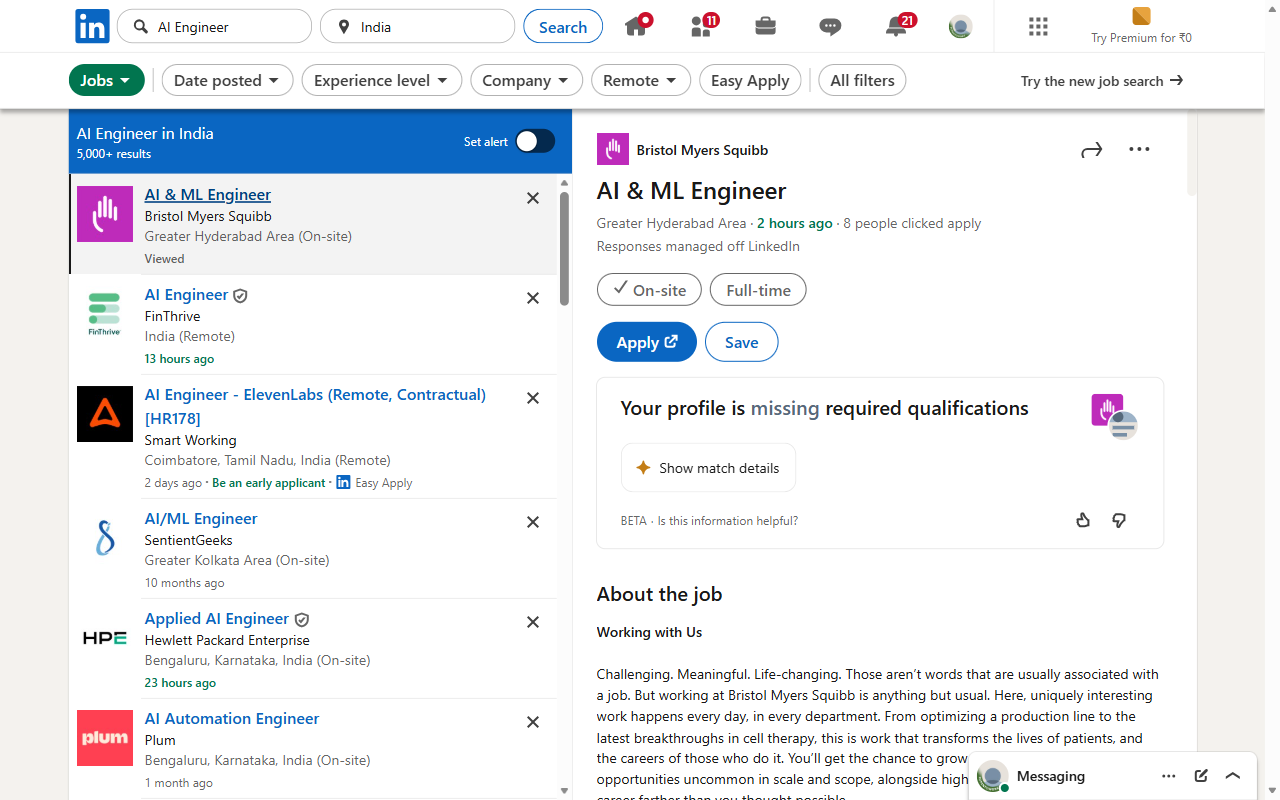 in
AI Engineer
India
Search
11
21
Try Premium for ₹0
Jobs
Date posted
Experience level
Company
Remote
Easy Apply
All filters
Try the new job search
AI Engineer in India
5,000+ results
Set alert
AI & ML Engineer
Bristol Myers Squibb
Greater Hyderabad Area (On-site)
Viewed
FinThrive
AI Engineer
FinThrive
India (Remote)
13 hours ago
AI Engineer - ElevenLabs (Remote, Contractual)
[HR178]
Smart Working
Coimbatore, Tamil Nadu, India (Remote)
2 days ago · Be an early applicant · in Easy Apply
AI/ML Engineer
SentientGeeks
Greater Kolkata Area (On-site)
10 months ago
HPE
Applied AI Engineer
Hewlett Packard Enterprise
Bengaluru, Karnataka, India (On-site)
23 hours ago
plum
AI Automation Engineer
Plum
Bengaluru, Karnataka, India (On-site)
1 month ago
Bristol Myers Squibb
AI & ML Engineer
Greater Hyderabad Area · 2 hours ago · 8 people clicked apply
Responses managed off LinkedIn
On-site
Full-time
Apply
Save
Your profile is missing required qualifications
Show match details
BETA · Is this information helpful?
About the job
Working with Us
Challenging. Meaningful. Life-changing. Those aren’t words that are usually associated with
a job. But working at Bristol Myers Squibb is anything but usual. Here, uniquely interesting
work happens every day, in every department. From optimizing a production line to the
latest breakthroughs in cell therapy, this is work that transforms the lives of patients, and
the careers of those who do it. You’ll get the chance to grow
opportunities uncommon in scale and scope, alongside high
career farther than you thought possible.
Messaging